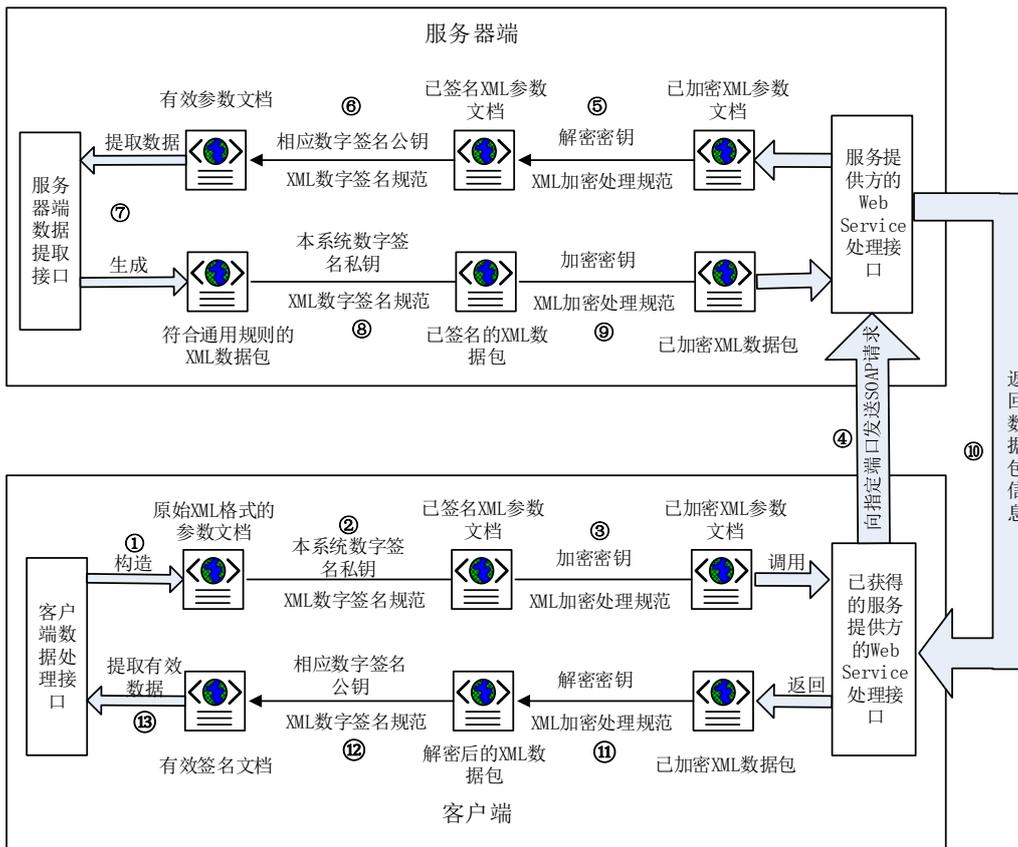 服务器端
有效参数文档
⑥
已签名XML参数
文档
⑤
已加密XML参数
文档
提取数据
相应数字签名公钥
XML数字签名规范
解密密钥
XML加密处理规范
服务
器端
数据
提取
接口
⑦
服务提
供方的
Web
Service
处理接
口
生成
本系统数字签
名私钥
XML数字签名规范
⑧
加密密钥
XML加密处理规范
⑨
符合通用规则的
XML数据包
已签名的XML数
据包
已加密XML数据包
④
向指定端口发送SOAP请求
⑩
返
回
数
据
包
信
息
①
构造
原始XML格式的
参数文档
②
本系统数字签
名私钥
XML数字签名规范
已签名XML参数
文档
③
加密密钥
XML加密处理规范
已加密XML参数
文档
调用
客户
端数
据处
理接
口
已获得
的服务
提供方
的Web
Service
处理接
口
提取有效
数据
⑬
相应数字签名
公钥
XML数字签名规范
⑫
解密密钥
XML加密处理规范
⑪
返回
有效签名文档
解密后的XML数
据包
已加密XML数据包
客户端